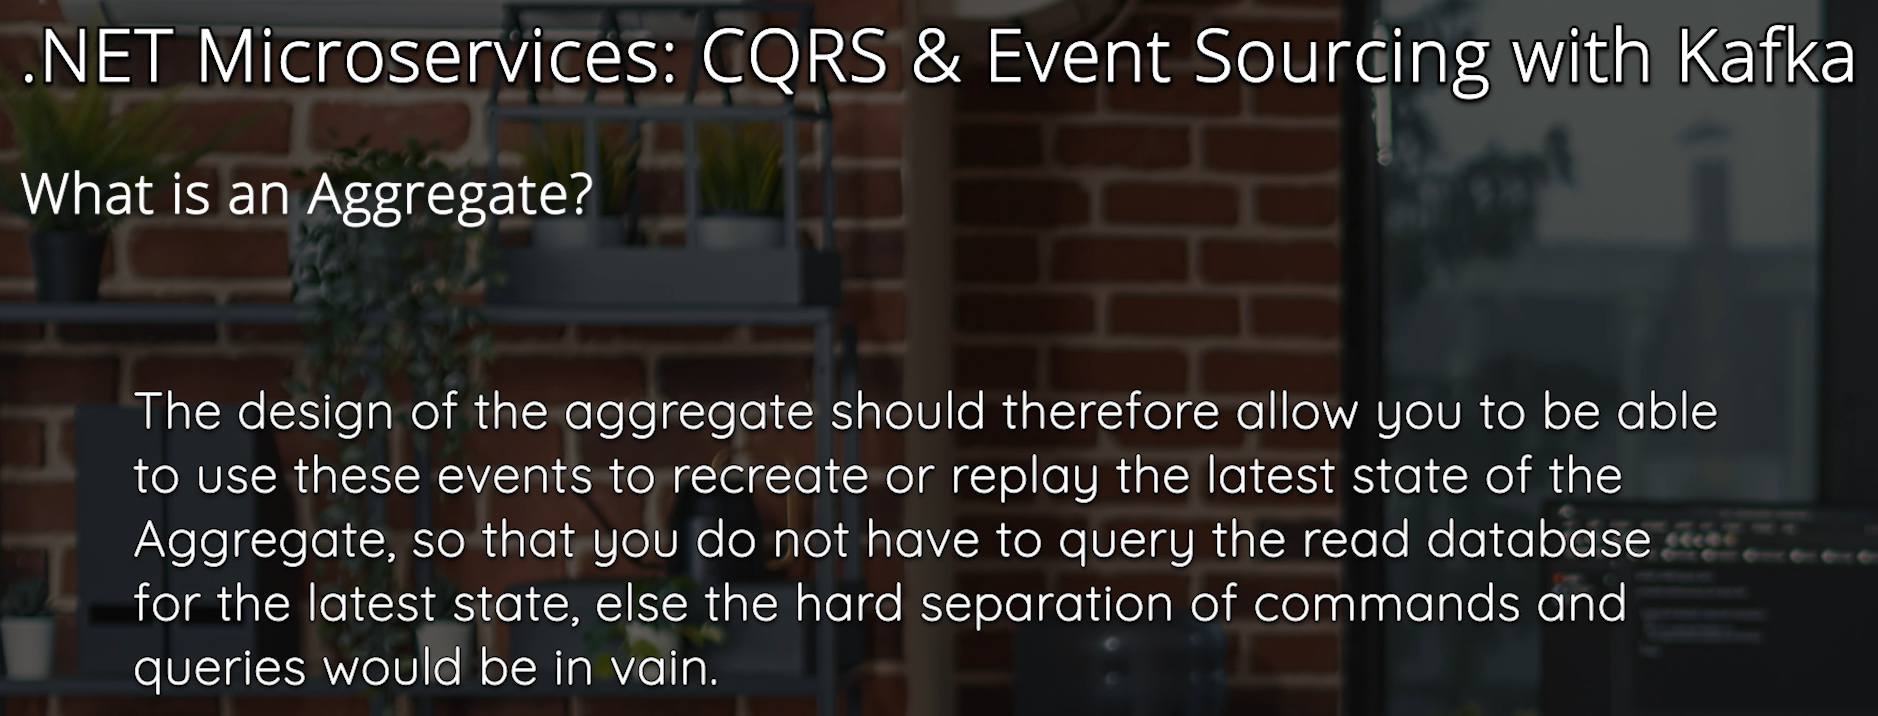 .NET Microservices: CQRS & Event Sourcing with Kafka
What is an Aggregate?
The design of the aggregate should therefore allow you to be able
to use these events to recreate or replay the latest state of the
Aggregate, so that you do not have to query the read database
for the latest state, else the hard separation of commands and
queries would be in vain.